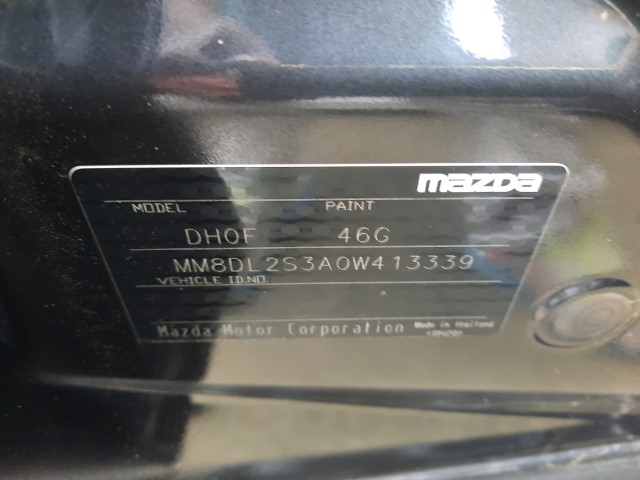 mazda
MODEL PAINT
DH0F 46G
MM8DL2S3A0W413339
VEHICLE ID.NO.
Mazda Motor Corporation Made in thailand